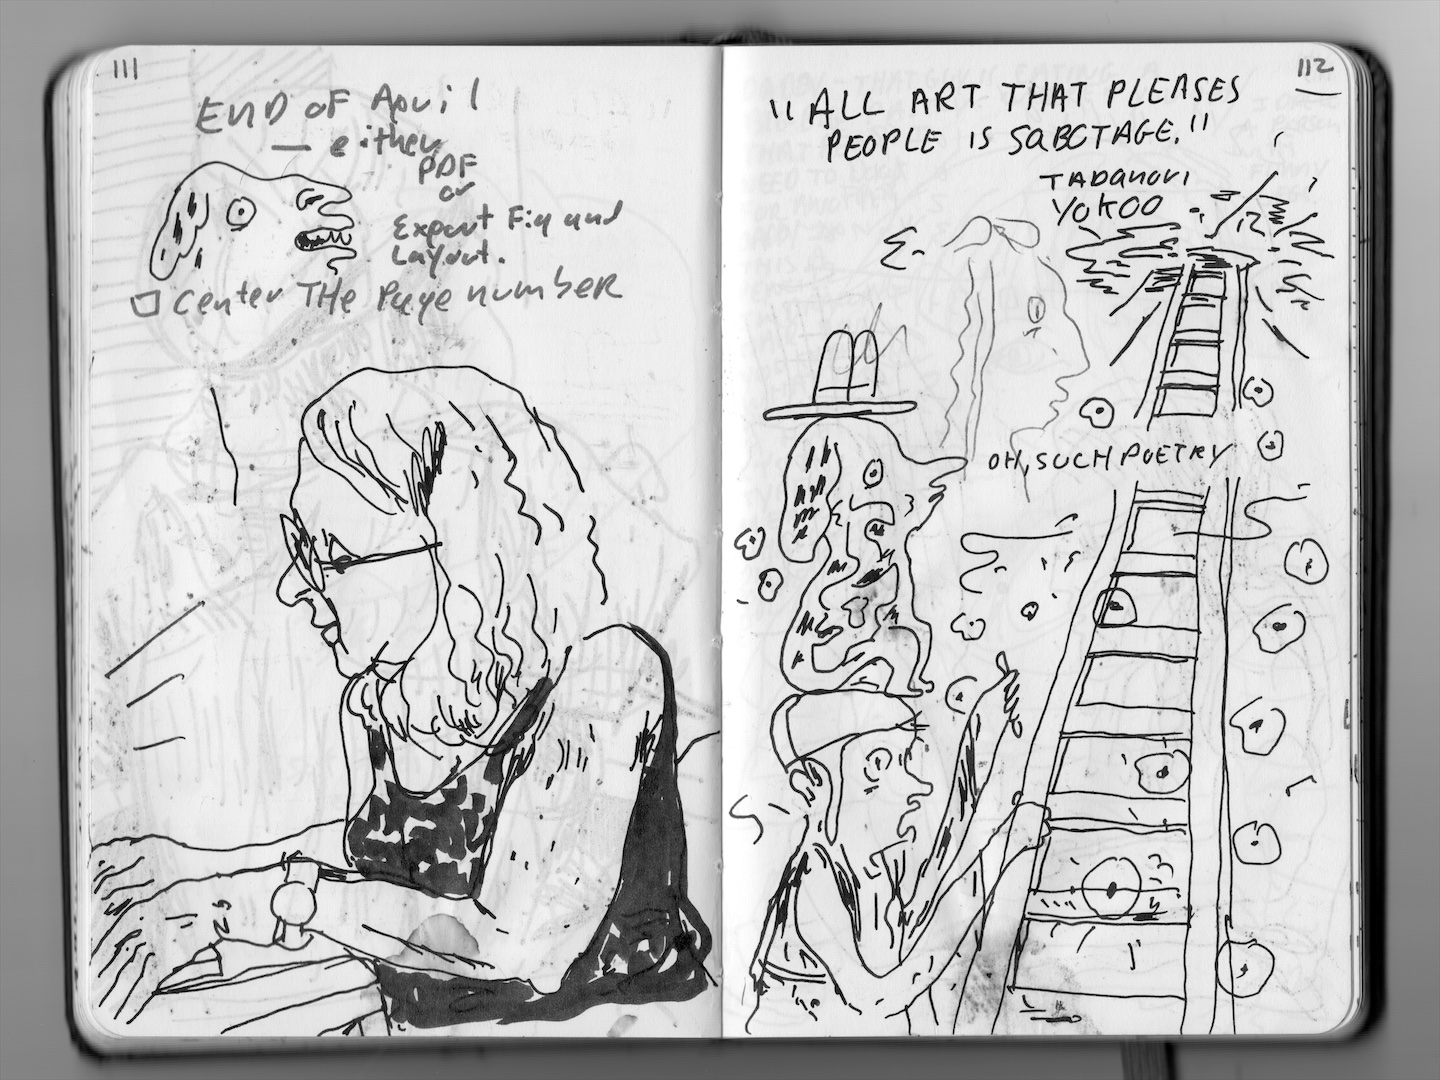 111
END OF April
— either
PDF
or
Export Fig and
Layout.
☐ Center THe Page number
112
"ALL ART THAT PLEASES
PEOPLE IS SABOTAGE."
TADANORI
YOKOO
OH, SUCH POETRY